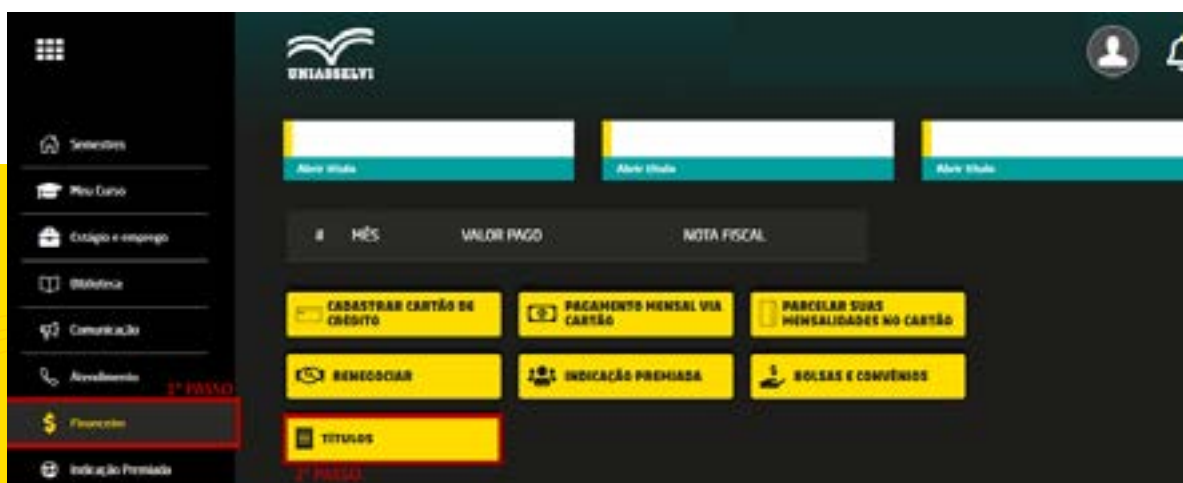 UNIASSELVI
Semestres
Meu Curso
Estágio e emprego
Biblioteca
Comunicação
Atendimento
1º PASSO
Financeiro
Indicação Premiada
Abrir título
Abrir título
Abrir título
# MÊS VALOR PAGO NOTA FISCAL
CADASTRAR CARTÃO DE
CRÉDITO
PAGAMENTO MENSAL VIA
CARTÃO
PARCELAR SUAS
MENSALIDADES NO CARTÃO
RENEGOCIAR
INDICAÇÃO PREMIADA
BOLSAS E CONVÊNIOS
TÍTULOS
2º PASSO